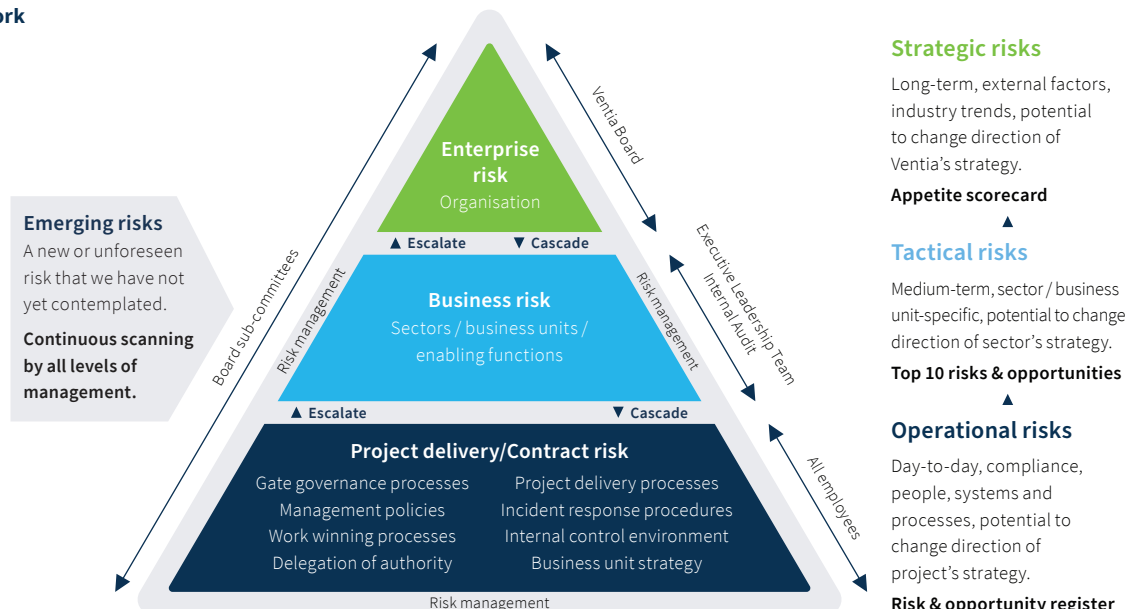 ork
Emerging risks
A new or unforeseen
risk that we have not
yet contemplated.
Continuous scanning
by all levels of
management.
Board sub-committees
Risk management
Enterprise
risk
Organisation
▲ Escalate ▼ Cascade
Business risk
Sectors / business units /
enabling functions
▲ Escalate ▼ Cascade
Project delivery/Contract risk
Gate governance processes
Management policies
Work winning processes
Delegation of authority
Project delivery processes
Incident response procedures
Internal control environment
Business unit strategy
Risk management
Risk management
Ventia Board
Executive Leadership Team
Internal Audit
All employees
Strategic risks
Long-term, external factors,
industry trends, potential
to change direction of
Ventia’s strategy.
Appetite scorecard
▲
Tactical risks
Medium-term, sector / business
unit-specific, potential to change
direction of sector’s strategy.
Top 10 risks & opportunities
▲
Operational risks
Day-to-day, compliance,
people, systems and
processes, potential to
change direction of
project’s strategy.
Risk & opportunity register